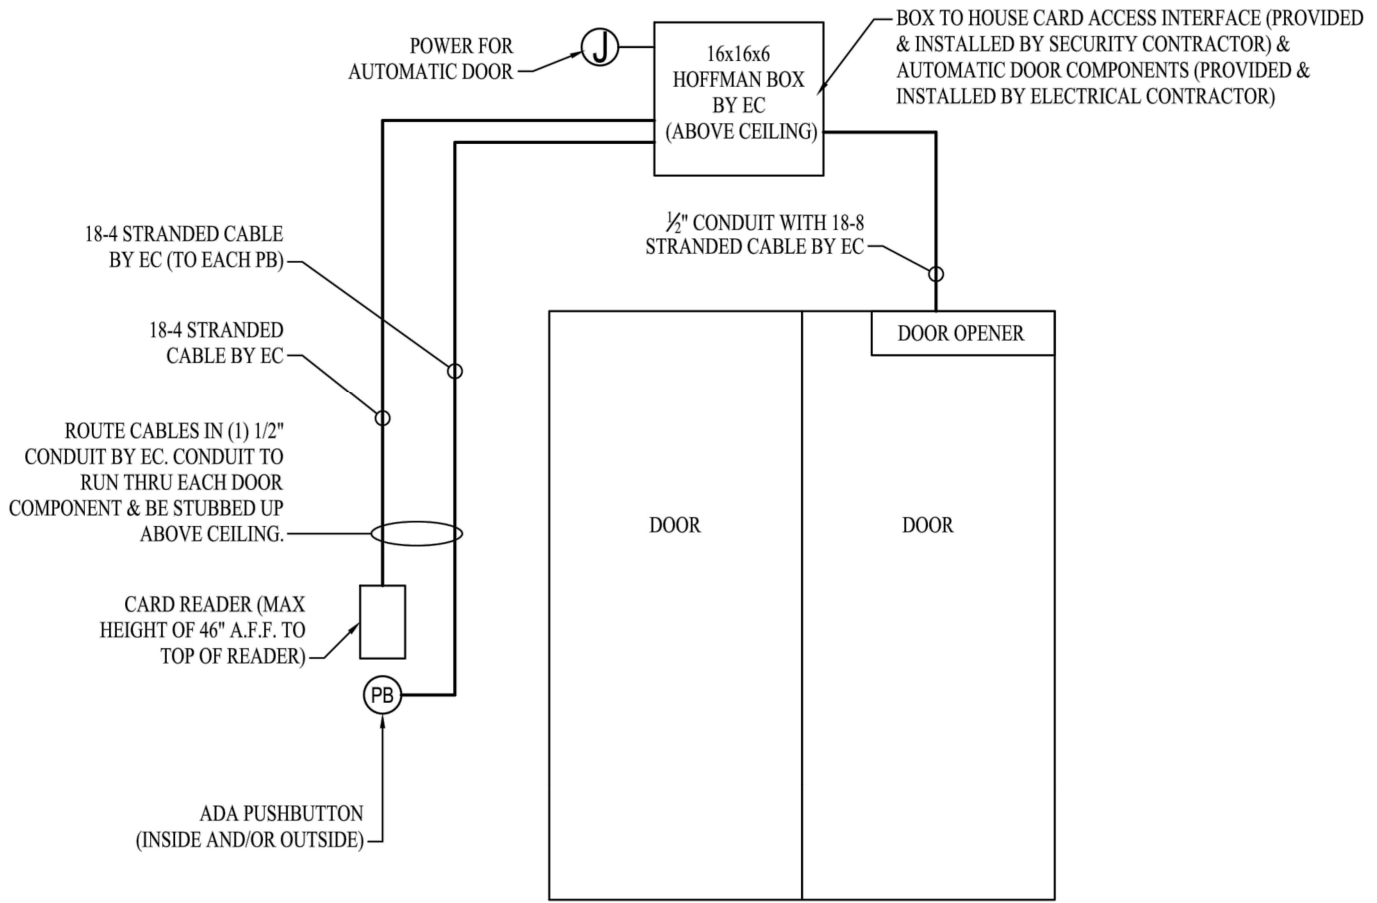 POWER FOR
AUTOMATIC DOOR
J
16x16x6
HOFFMAN BOX
BY EC
(ABOVE CEILING)
BOX TO HOUSE CARD ACCESS INTERFACE (PROVIDED
& INSTALLED BY SECURITY CONTRACTOR) &
AUTOMATIC DOOR COMPONENTS (PROVIDED &
INSTALLED BY ELECTRICAL CONTRACTOR)
½" CONDUIT WITH 18-8
STRANDED CABLE BY EC
18-4 STRANDED CABLE
BY EC (TO EACH PB)
18-4 STRANDED
CABLE BY EC
ROUTE CABLES IN (1) 1/2"
CONDUIT BY EC. CONDUIT TO
RUN THRU EACH DOOR
COMPONENT & BE STUBBED UP
ABOVE CEILING.
DOOR OPENER
DOOR
DOOR
CARD READER (MAX
HEIGHT OF 46" A.F.F. TO
TOP OF READER)
PB
ADA PUSHBUTTON
(INSIDE AND/OR OUTSIDE)